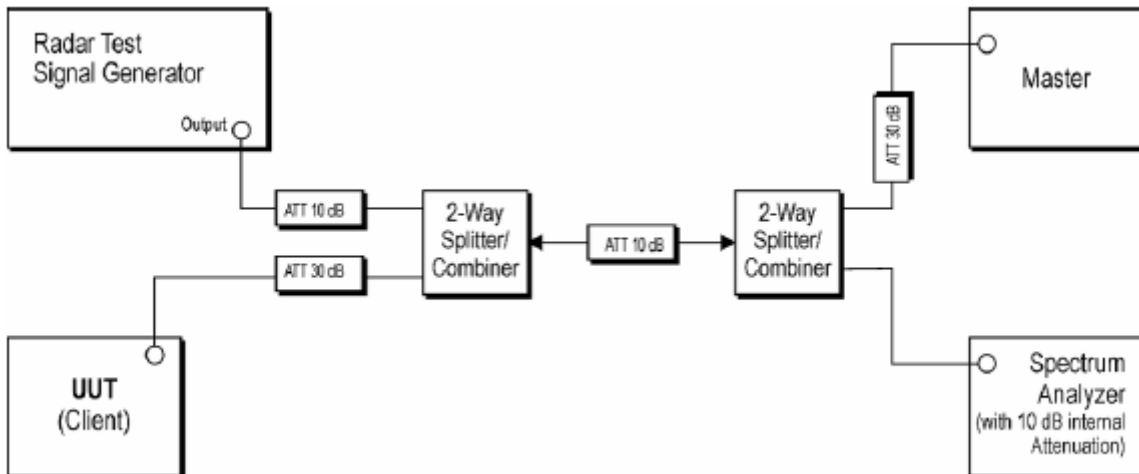 Radar Test
Signal Generator
Output
ATT 10 dB
ATT 30 dB
UUT
(Client)
2-Way
Splitter/
Combiner
ATT 10 dB
2-Way
Splitter/
Combiner
ATT 30 dB
Master
Spectrum
Analyzer
(with 10 dB internal
Attenuation)